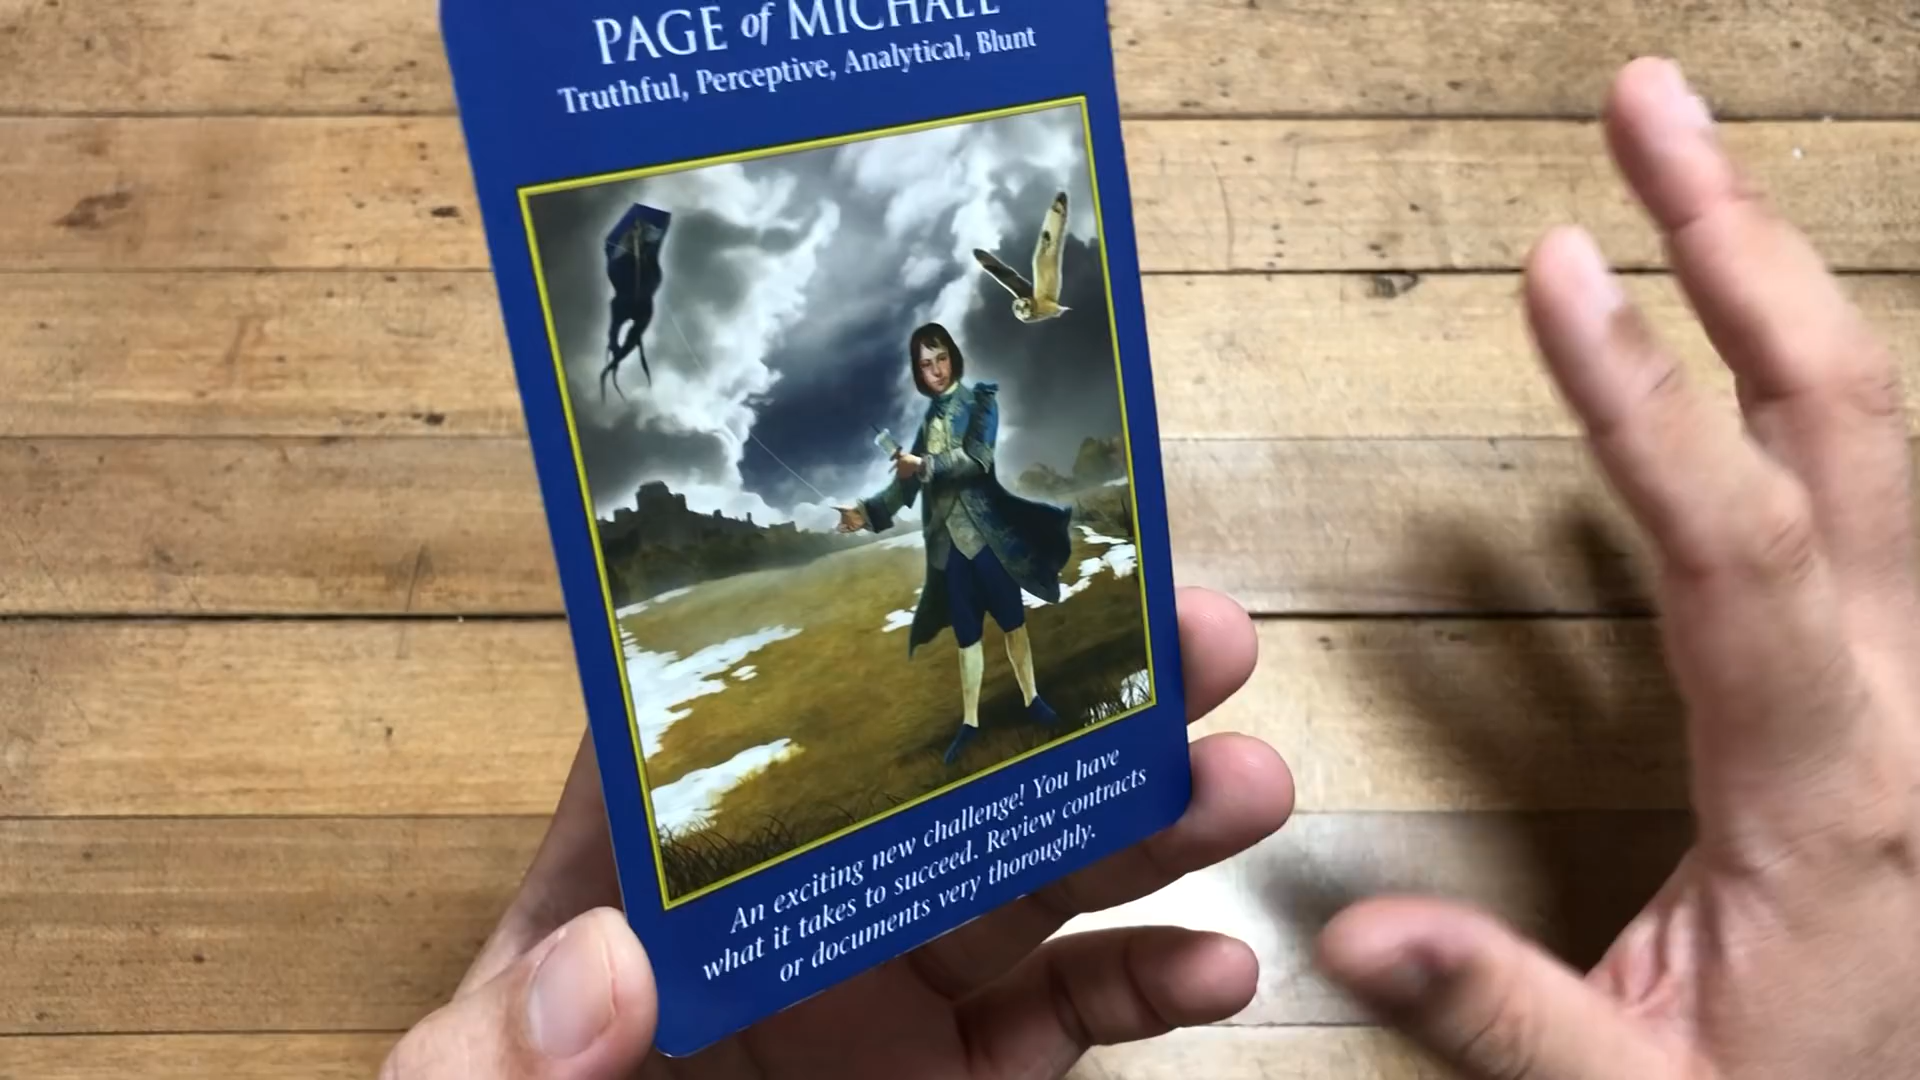 PAGE of MICHAEL
Truthful, Perceptive, Analytical, Blunt
An exciting new challenge! You have
what it takes to succeed. Review contracts
or documents very thoroughly.